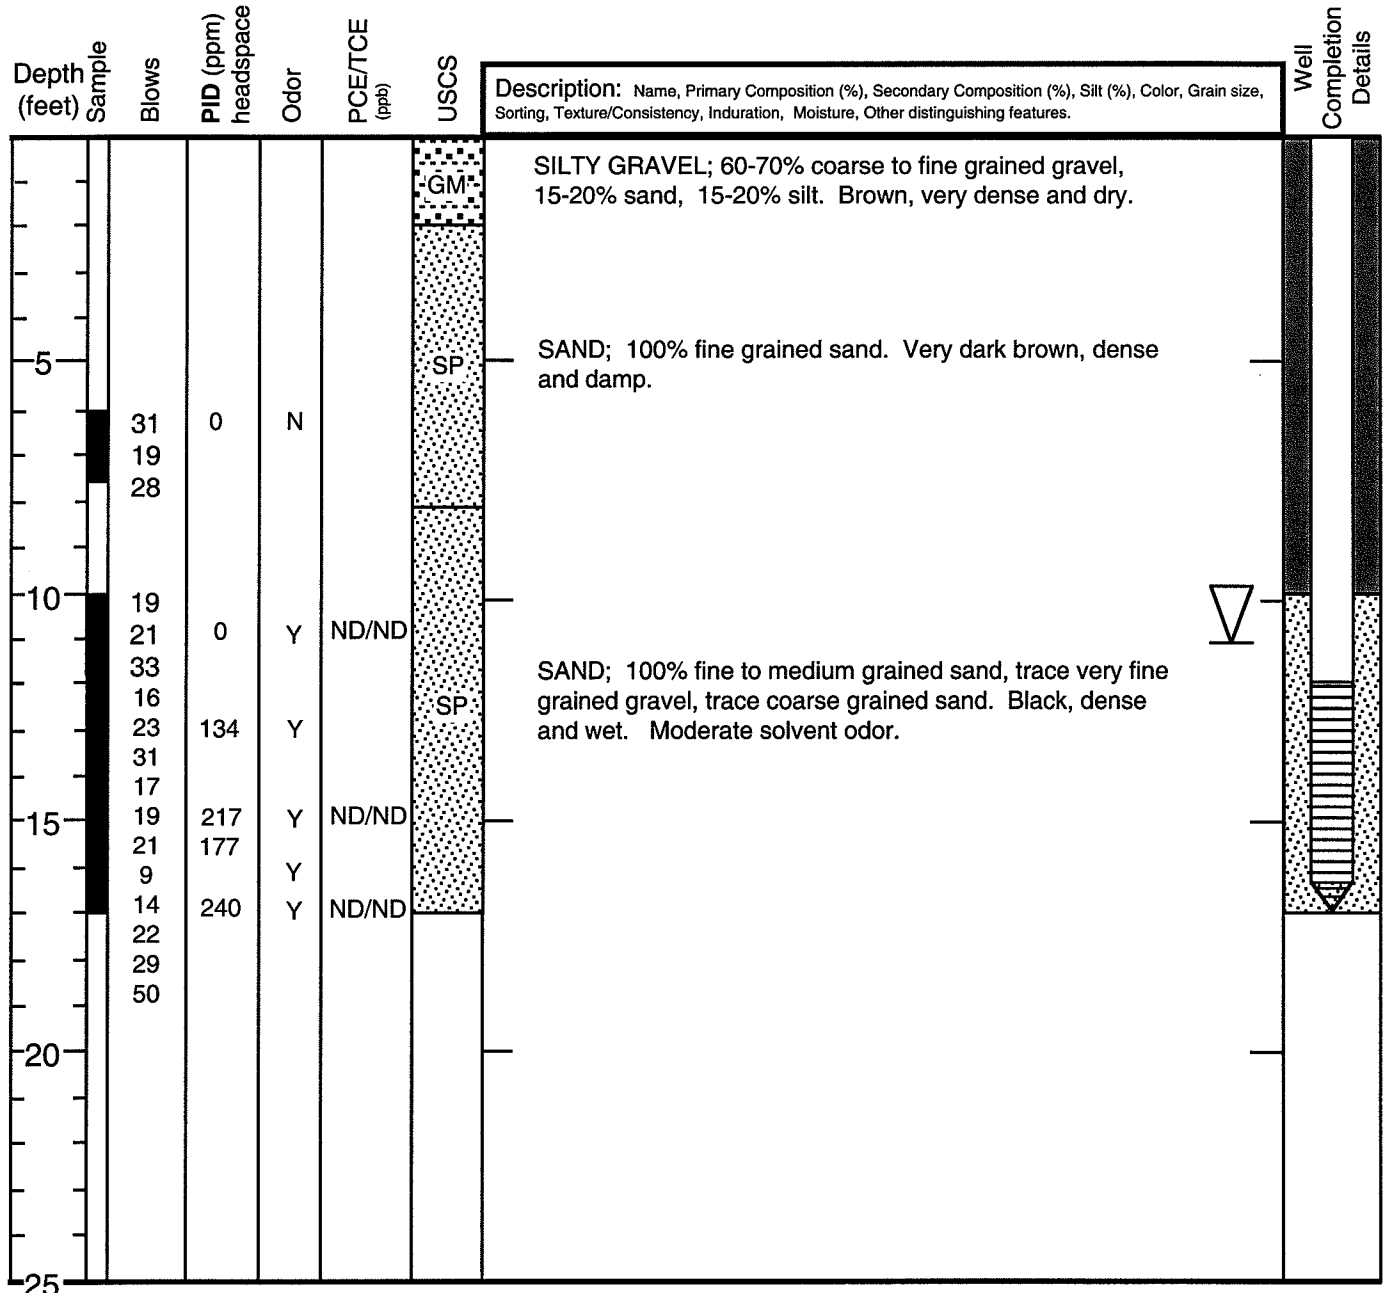 Depth
(feet)
Sample
Blows
PID (ppm)
headspace
Odor
PCE/TCE
(ppb)
USCS
Description: Name, Primary Composition (%), Secondary Composition (%), Silt (%), Color, Grain size,
Sorting, Texture/Consistency, Induration, Moisture, Other distinguishing features.
Well
Completion
Details
GM
SILTY GRAVEL; 60-70% coarse to fine grained gravel,
15-20% sand, 15-20% silt. Brown, very dense and dry.
5
SP
SAND; 100% fine grained sand. Very dark brown, dense
and damp.
31 0 N
19
28
10
19
21 0 Y ND/ND
33
16
SP
SAND; 100% fine to medium grained sand, trace very fine
grained gravel, trace coarse grained sand. Black, dense
and wet. Moderate solvent odor.
23 134 Y
31
17
15
19 217 Y ND/ND
21 177
9 Y
14 240 Y ND/ND
22
29
50
20
25